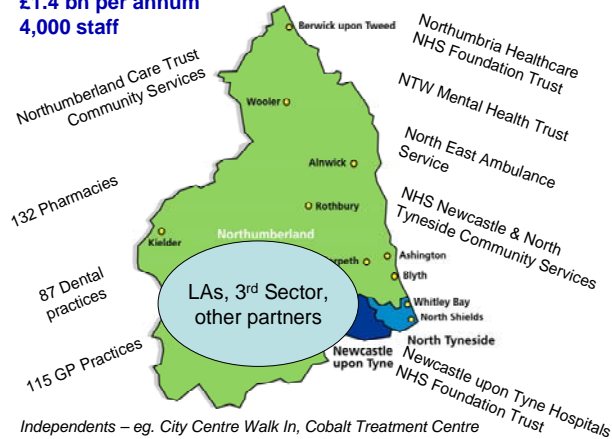 £1.4 bn per annum
4,000 staff
Berwick upon Tweed
Northumbria Healthcare
NHS Foundation Trust
Northumberland Care Trust
Community Services
Wooler
NTW Mental Health Trust
Alnwick
North East Ambulance
Service
132 Pharmacies
Rothbury
NHS Newcastle & North
Tyneside Community Services
Kielder
Northumberland
rpeth
Ashington
Blyth
87 Dental
practices
LAs, 3rd Sector,
other partners
Whitley Bay
North Shields
115 GP Practices
Newcastle
upon Tyne
North Tyneside
Newcastle upon Tyne Hospitals
NHS Foundation Trust
Independents – eg. City Centre Walk In, Cobalt Treatment Centre